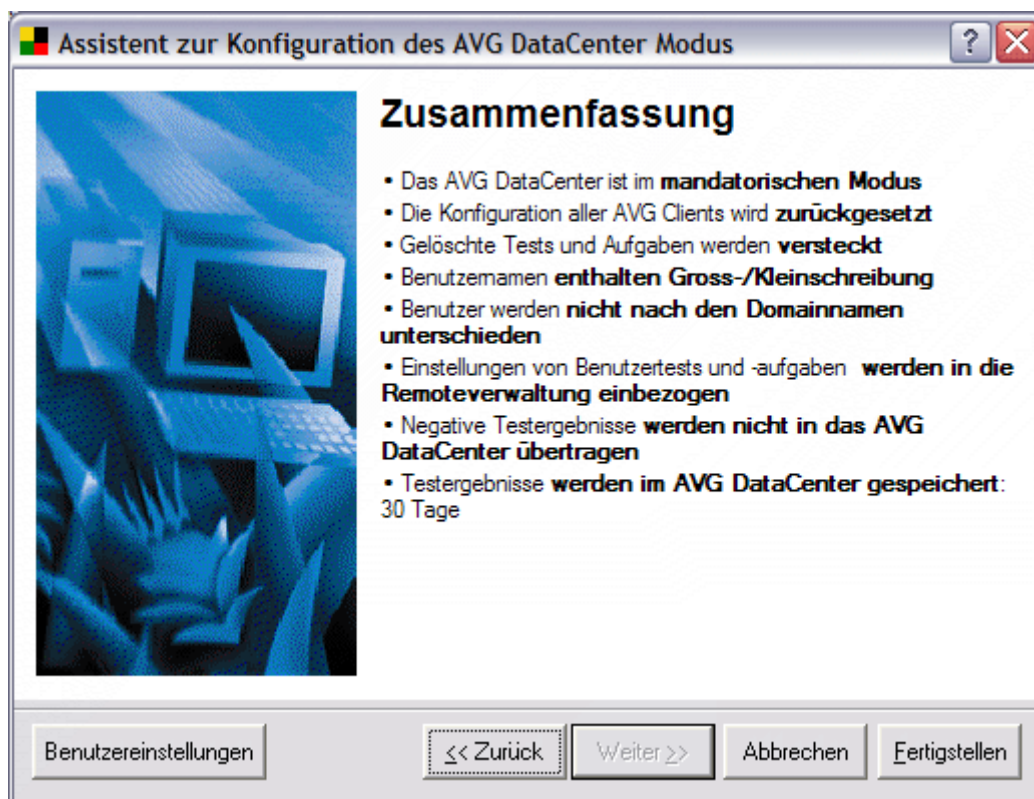 Assistent zur Konfiguration des AVG DataCenter Modus
?
Zusammenfassung
• Das AVG DataCenter ist im mandatorischen Modus
• Die Konfiguration aller AVG Clients wird zurückgesetzt
• Gelöschte Tests und Aufgaben werden versteckt
• Benutzernamen enthalten Gross-/Kleinschreibung
• Benutzer werden nicht nach den Domainnamen
unterschieden
• Einstellungen von Benutzertests und -aufgaben werden in die
Remoteverwaltung einbezogen
• Negative Testergebnisse werden nicht in das AVG
DataCenter übertragen
• Testergebnisse werden im AVG DataCenter gespeichert:
30 Tage
Benutzereinstellungen
<< Zurück
Weiter >>
Abbrechen
Fertigstellen